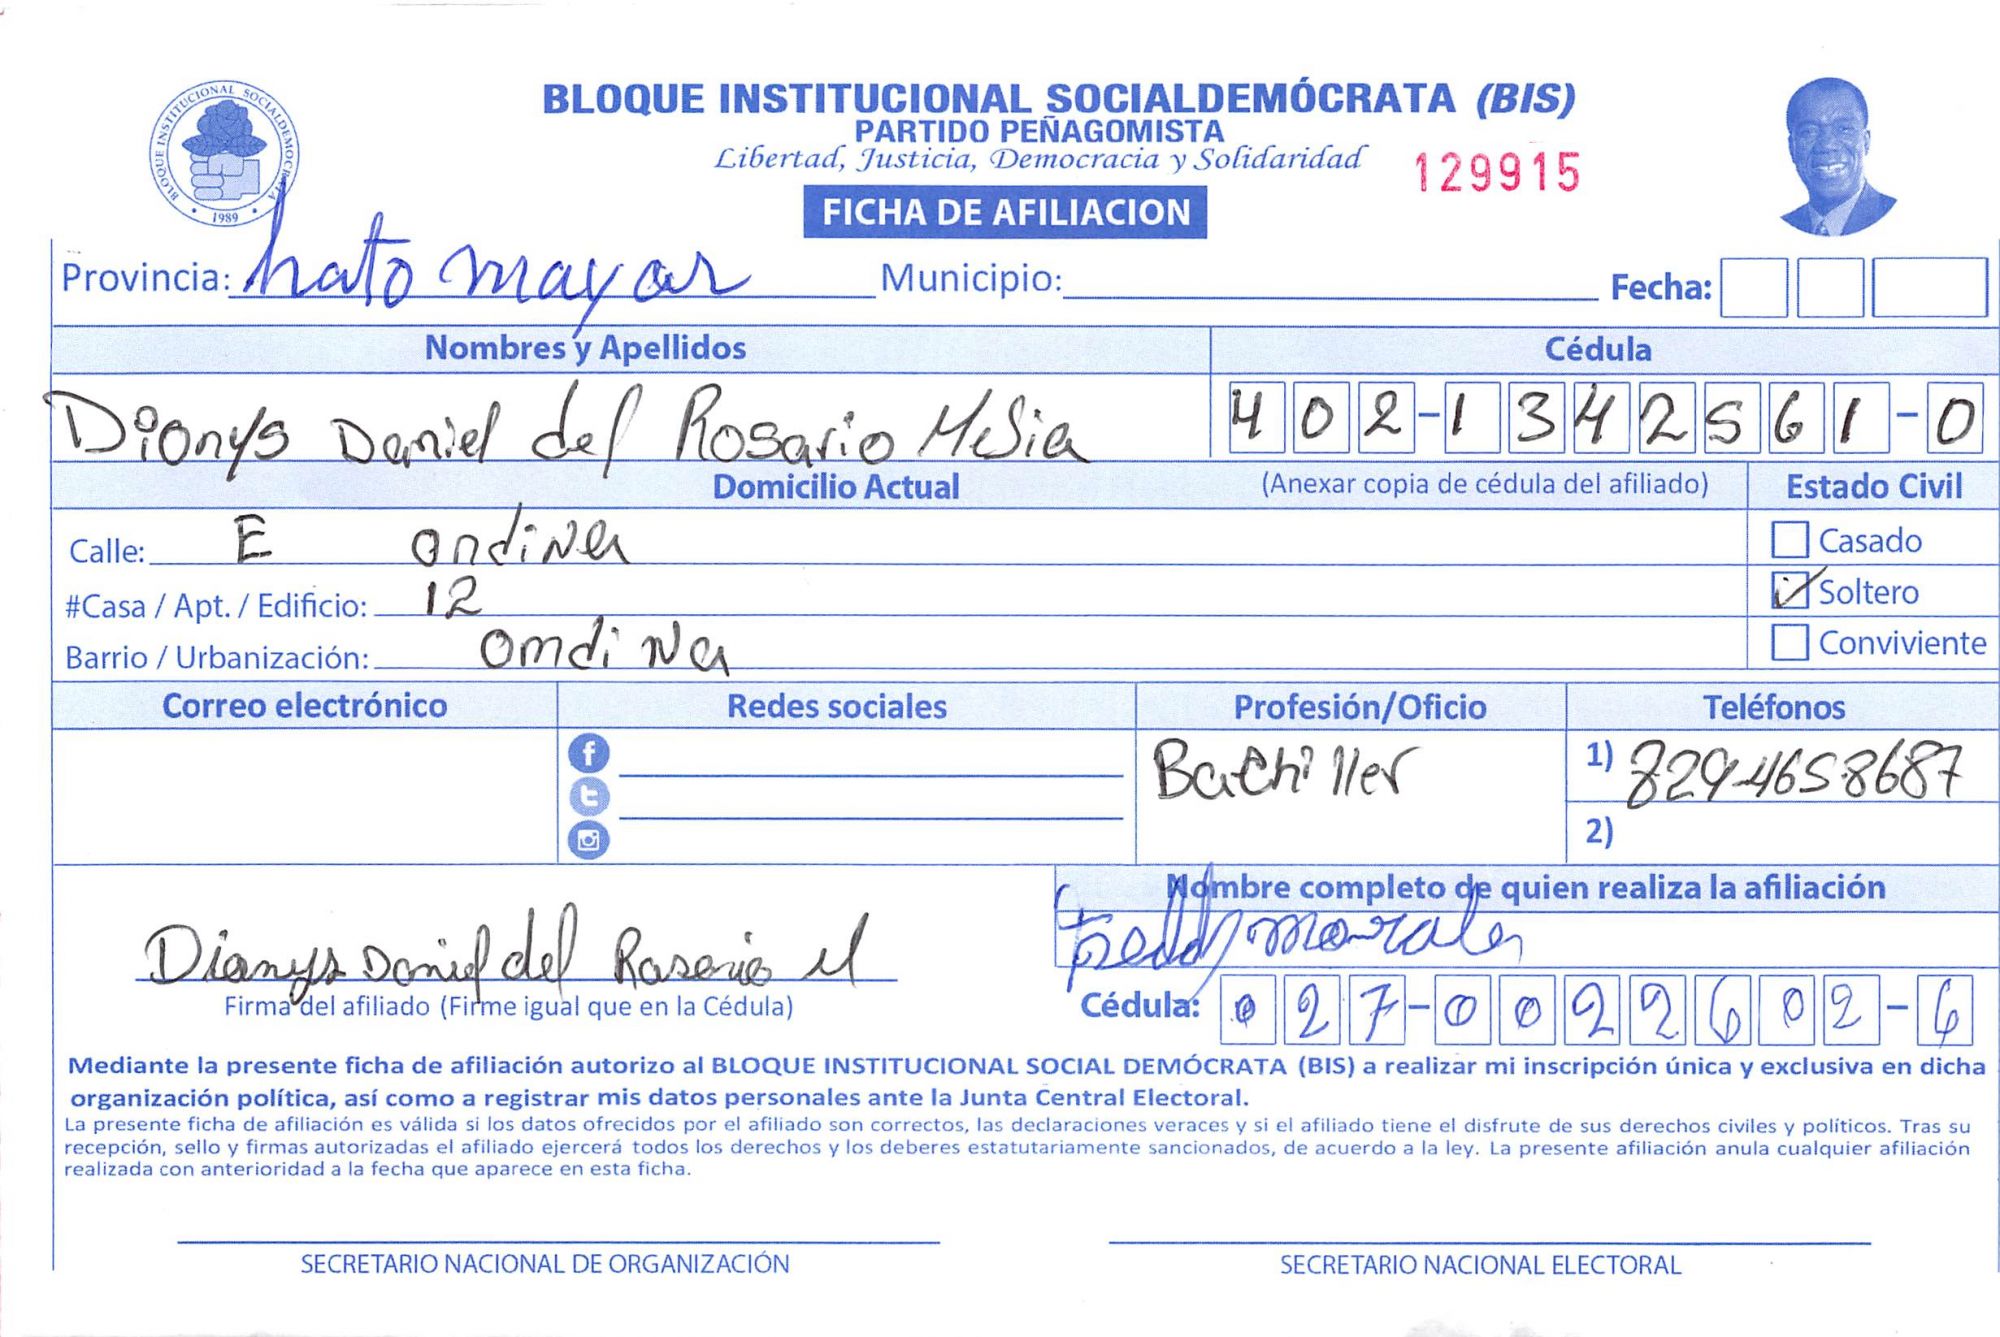 BLOQUE INSTITUCIONAL SOCIALDEMOCRATA
1989
BLOQUE INSTITUCIONAL SOCIALDEMÓCRATA (BIS)
PARTIDO PEÑAGOMISTA
Libertad, Justicia, Democracia y Solidaridad
129915
FICHA DE AFILIACION
Provincia: hato mayor Municipio: Fecha:
Nombres y Apellidos Cédula
Dionys Daniel del Rosario Mesia 402-1342561-0
Domicilio Actual (Anexar copia de cédula del afiliado) Estado Civil
Calle: E ondina Casado
#Casa / Apt. / Edificio: 12 Soltero
Barrio / Urbanización: omdina Conviviente
Correo electrónico Redes sociales Profesión/Oficio Teléfonos
Bachiller 1) 8294658687
2)
Nombre completo de quien realiza la afiliación
Freddy morales
Dionys Daniel del Rosario M
Firma del afiliado (Firme igual que en la Cédula) Cédula: 027-0022602-6
Mediante la presente ficha de afiliación autorizo al BLOQUE INSTITUCIONAL SOCIAL DEMÓCRATA (BIS) a realizar mi inscripción única y exclusiva en dicha
organización política, así como a registrar mis datos personales ante la Junta Central Electoral.
La presente ficha de afiliación es válida si los datos ofrecidos por el afiliado son correctos, las declaraciones veraces y si el afiliado tiene el disfrute de sus derechos civiles y políticos. Tras su
recepción, sello y firmas autorizadas el afiliado ejercerá todos los derechos y los deberes estatutariamente sancionados, de acuerdo a la ley. La presente afiliación anula cualquier afiliación
realizada con anterioridad a la fecha que aparece en esta ficha.
SECRETARIO NACIONAL DE ORGANIZACIÓN SECRETARIO NACIONAL ELECTORAL